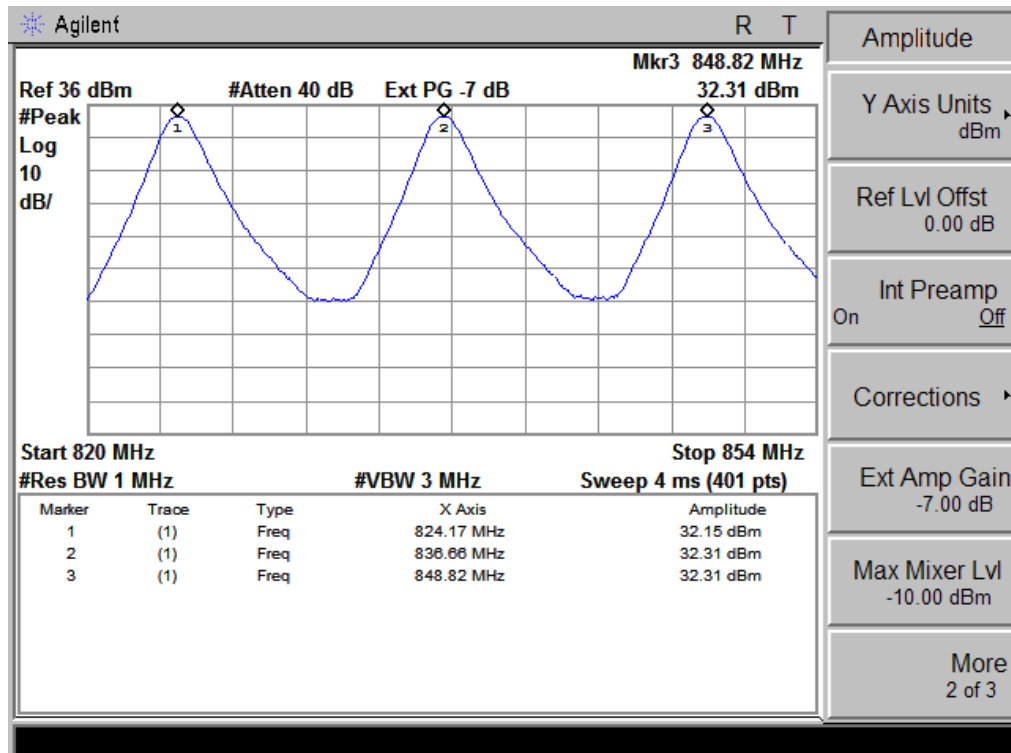 Agilent R T
Mkr3 848.82 MHz
Ref 36 dBm #Atten 40 dB Ext PG -7 dB 32.31 dBm
#Peak
Log
10
dB/
1 2 3
Start 820 MHz Stop 854 MHz
#Res BW 1 MHz #VBW 3 MHz Sweep 4 ms (401 pts)
Marker Trace Type X Axis Amplitude
1 (1) Freq 824.17 MHz 32.15 dBm
2 (1) Freq 836.66 MHz 32.31 dBm
3 (1) Freq 848.82 MHz 32.31 dBm
Amplitude
Y Axis Units
dBm
Ref Lvl Offst
0.00 dB
Int Preamp
On Off
Corrections
Ext Amp Gain
-7.00 dB
Max Mixer Lvl
-10.00 dBm
More
2 of 3